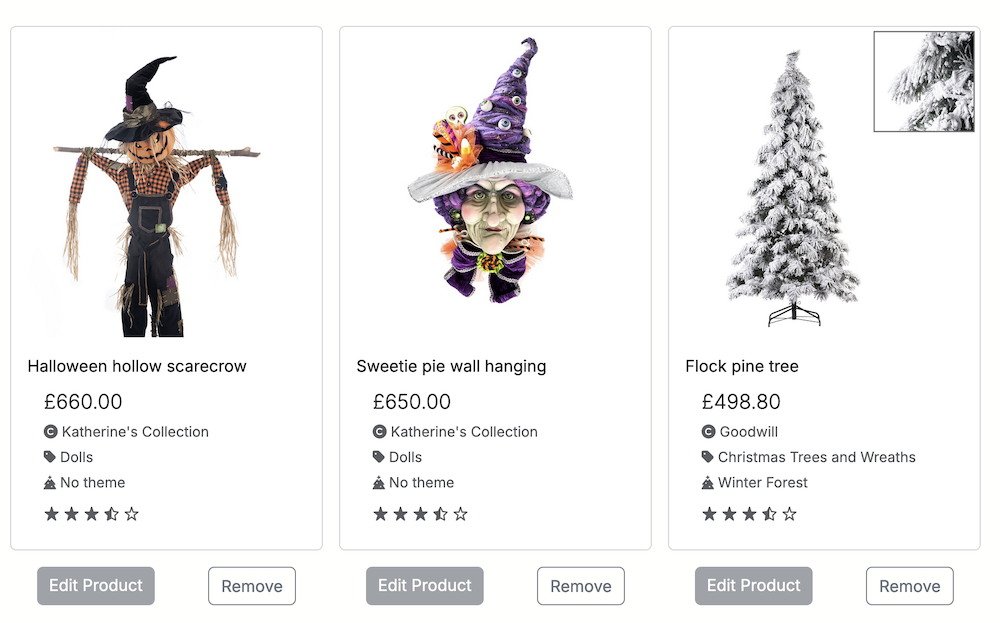 Halloween hollow scarecrow
£660.00
Katherine's Collection
Dolls
No theme
Edit Product
Remove
Sweetie pie wall hanging
£650.00
Katherine's Collection
Dolls
No theme
Edit Product
Remove
Flock pine tree
£498.80
Goodwill
Christmas Trees and Wreaths
Winter Forest
Edit Product
Remove